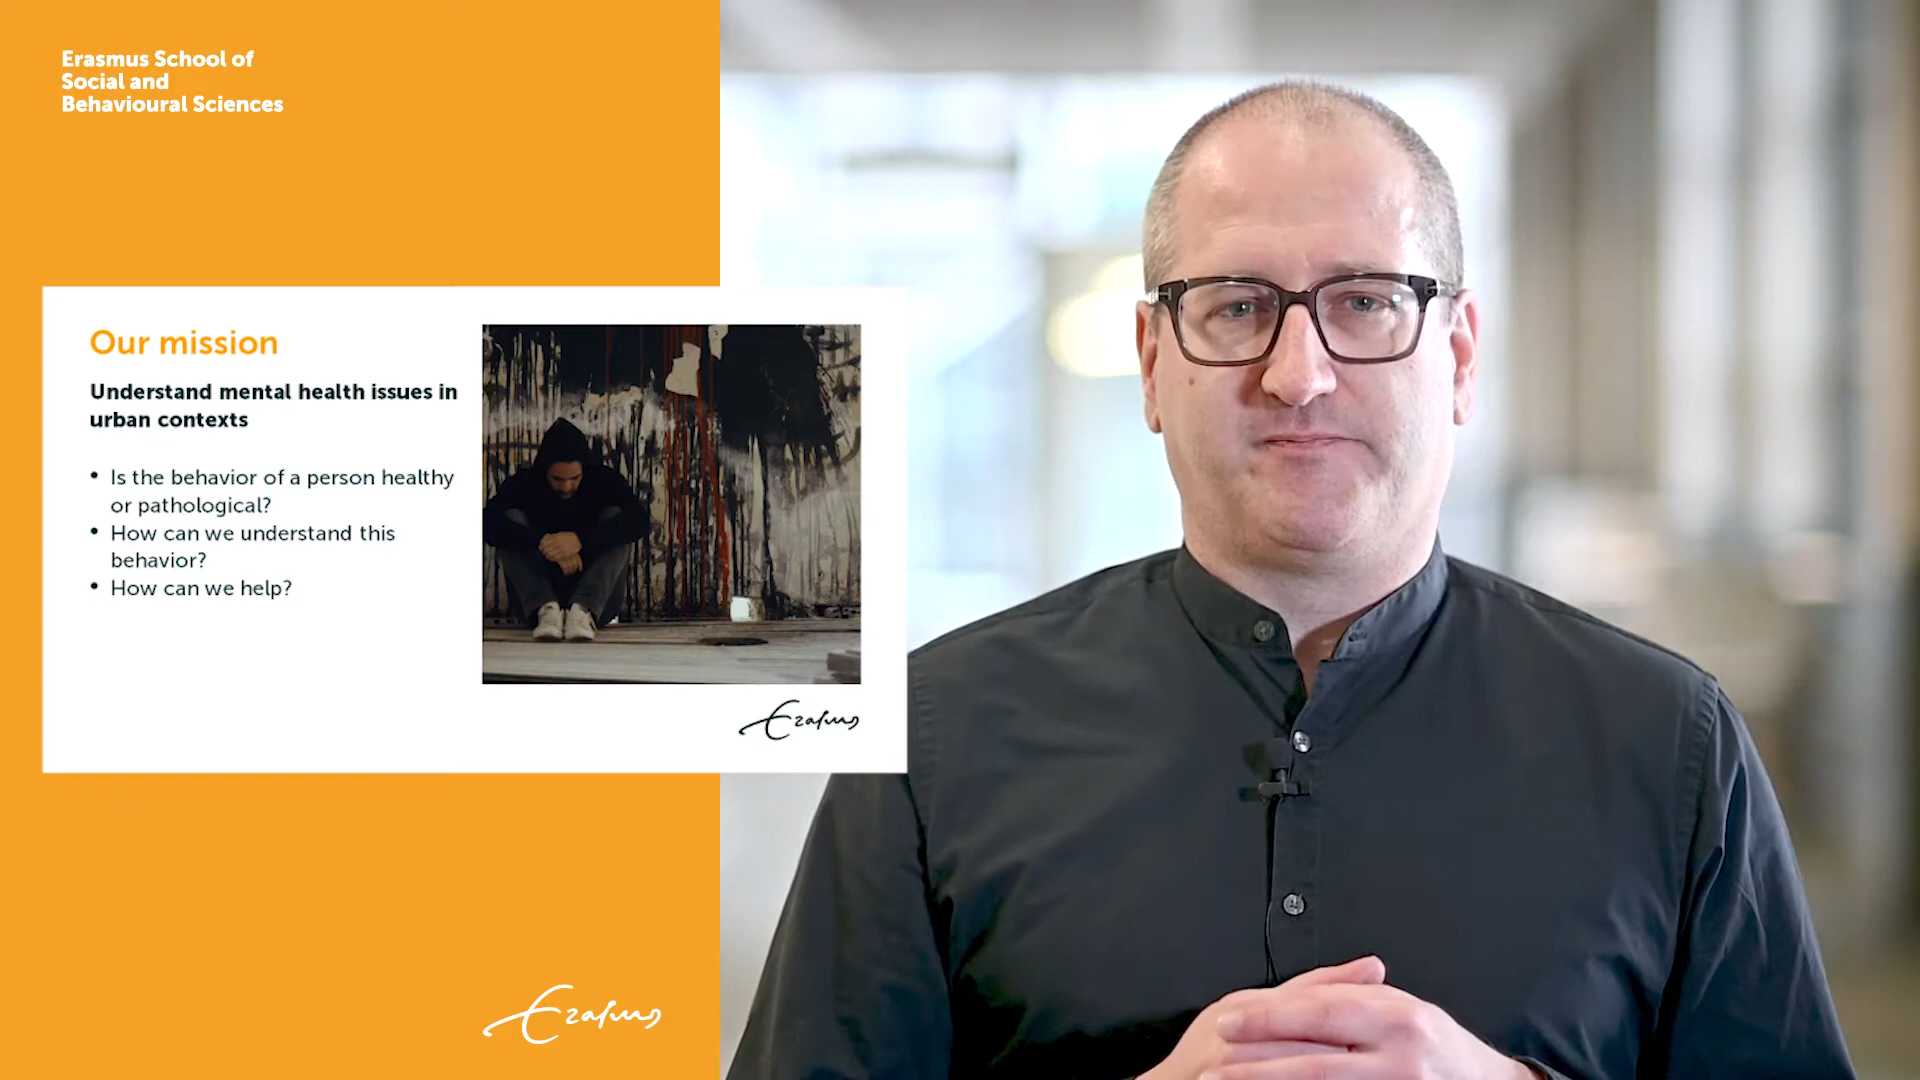 Erasmus School of
Social and
Behavioural Sciences
Our mission
Understand mental health issues in
urban contexts
• Is the behavior of a person healthy
or pathological?
• How can we understand this
behavior?
• How can we help?
Erasmus
Erasmus